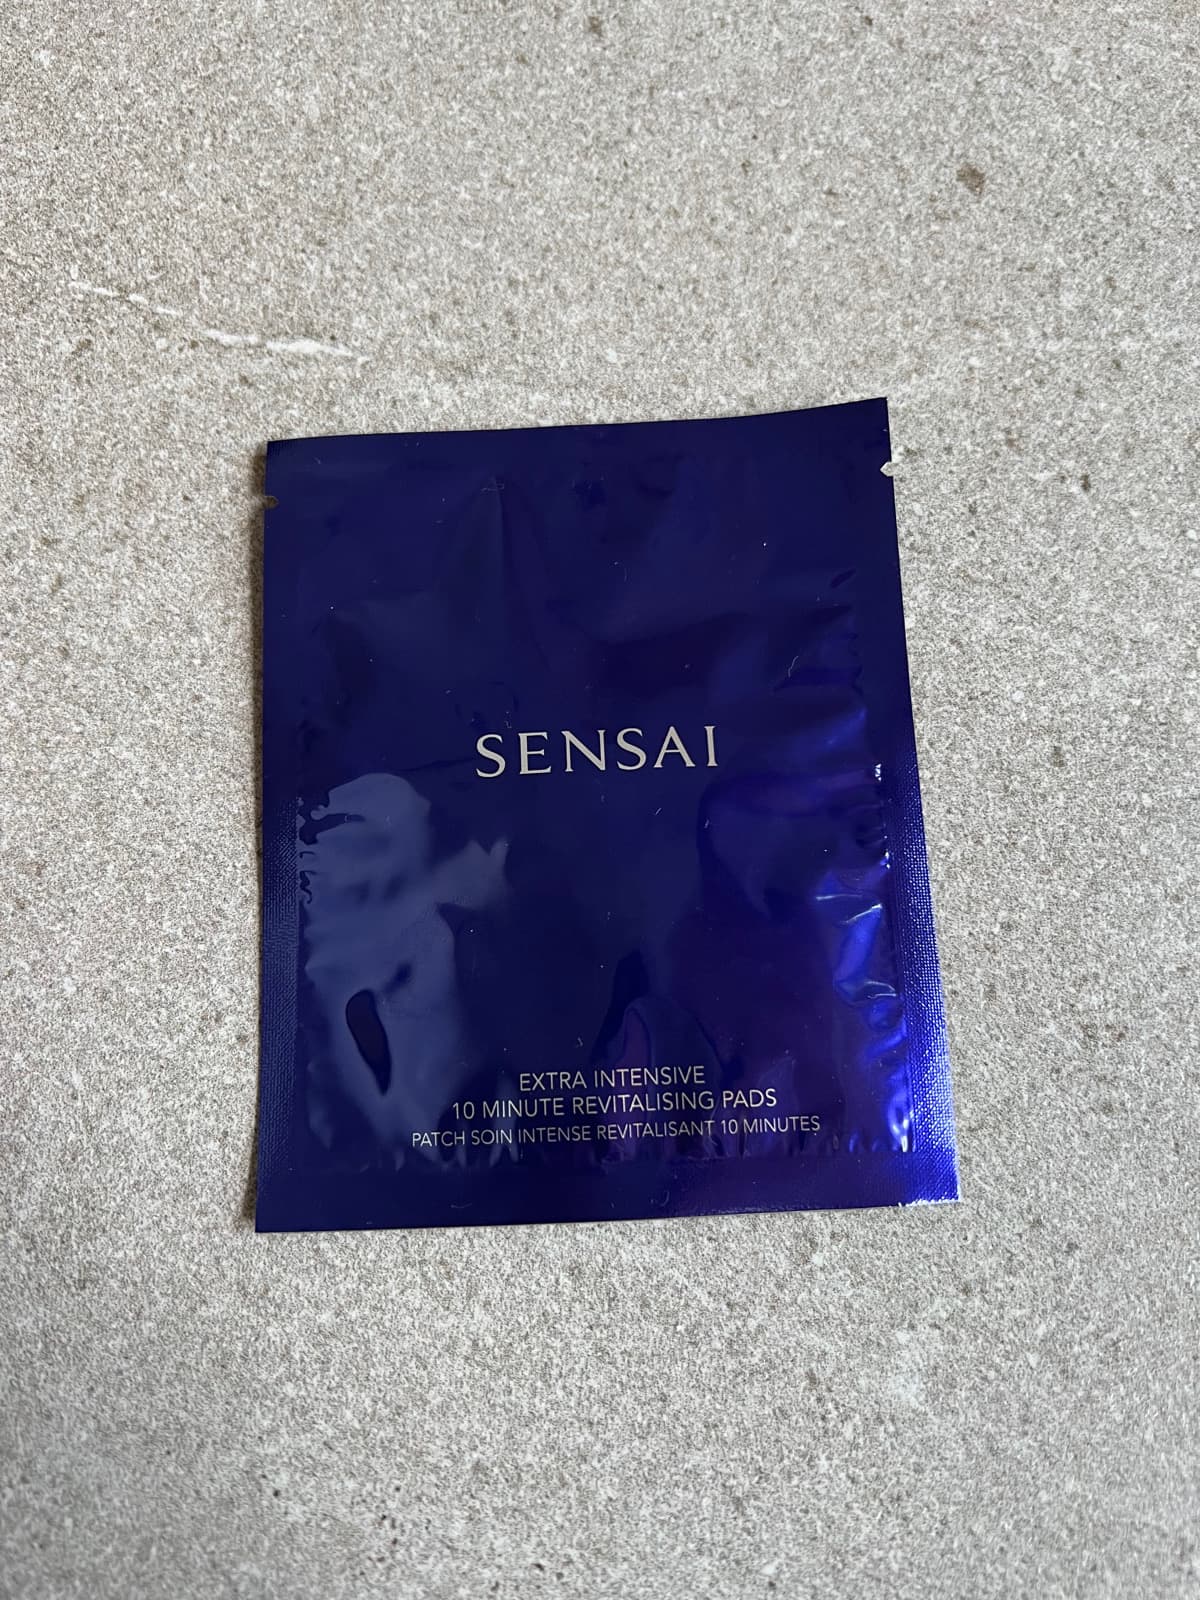 SENSAI
EXTRA INTENSIVE
10 MINUTE REVITALISING PADS
PATCH SOIN INTENSE REVITALISANT 10 MINUTES